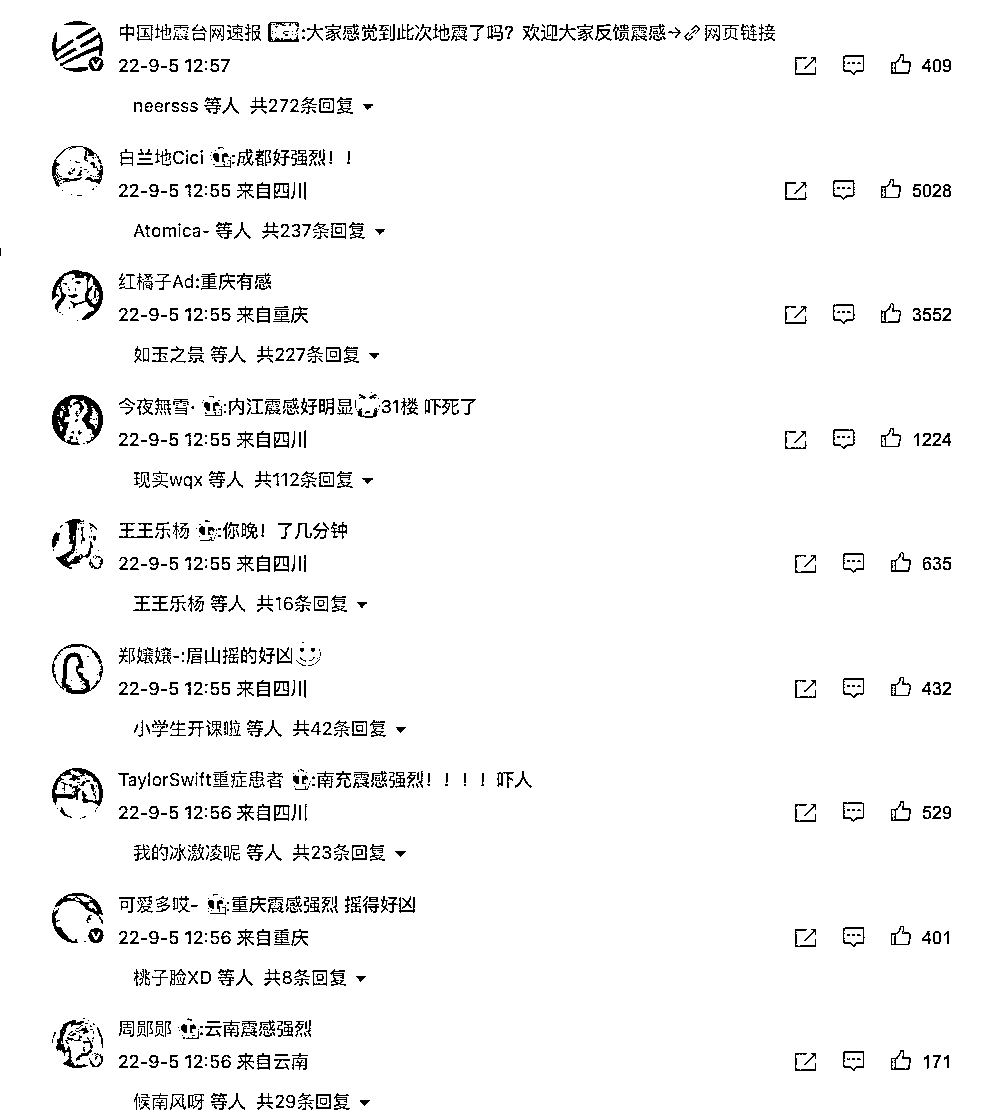 中国地震台网速报 :大家感觉到此次地震了吗？欢迎大家反馈震感→网页链接
22-9-5 12:57 409
neersss 等人 共272条回复
白兰地Cici :成都好强烈！！
22-9-5 12:55 来自四川 5028
Atomica- 等人 共237条回复
红橘子Ad:重庆有感
22-9-5 12:55 来自重庆 3552
如玉之景 等人 共227条回复
今夜無雪· :内江震感好明显31楼 吓死了
22-9-5 12:55 来自四川 1224
现实wqx 等人 共112条回复
王王乐杨 :你晚！了几分钟
22-9-5 12:55 来自四川 635
王王乐杨 等人 共16条回复
郑嬢嬢-:眉山摇的好凶
22-9-5 12:55 来自四川 432
小学生开课啦 等人 共42条回复
TaylorSwift重症患者 :南充震感强烈！！！！吓人
22-9-5 12:56 来自四川 529
我的冰激凌呢 等人 共23条回复
可爱多哎- :重庆震感强烈 摇得好凶
22-9-5 12:56 来自重庆 401
桃子脸XD 等人 共8条回复
周郧郧 :云南震感强烈
22-9-5 12:56 来自云南 171
候南风呀 等人 共29条回复